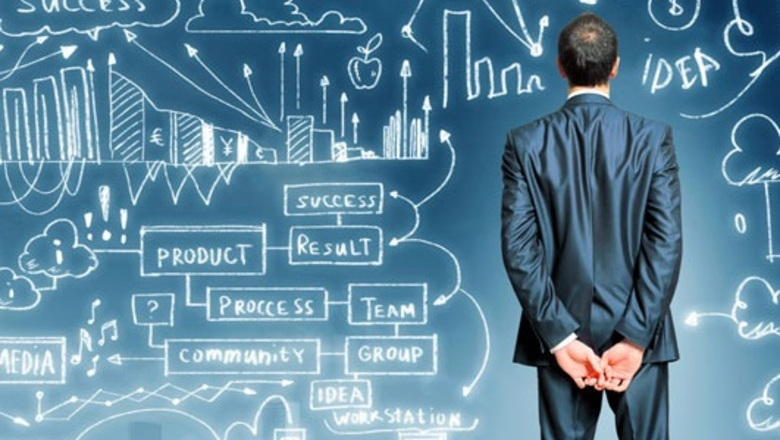 SUCCESS
€
¥
¢
$
IDEA
!!!
SUCCESS
PRODUCT
RESULT
?
PROCCESS
TEAM
MEDIA
COMMUNITY
GROUP
IDEA
WORKSTATION